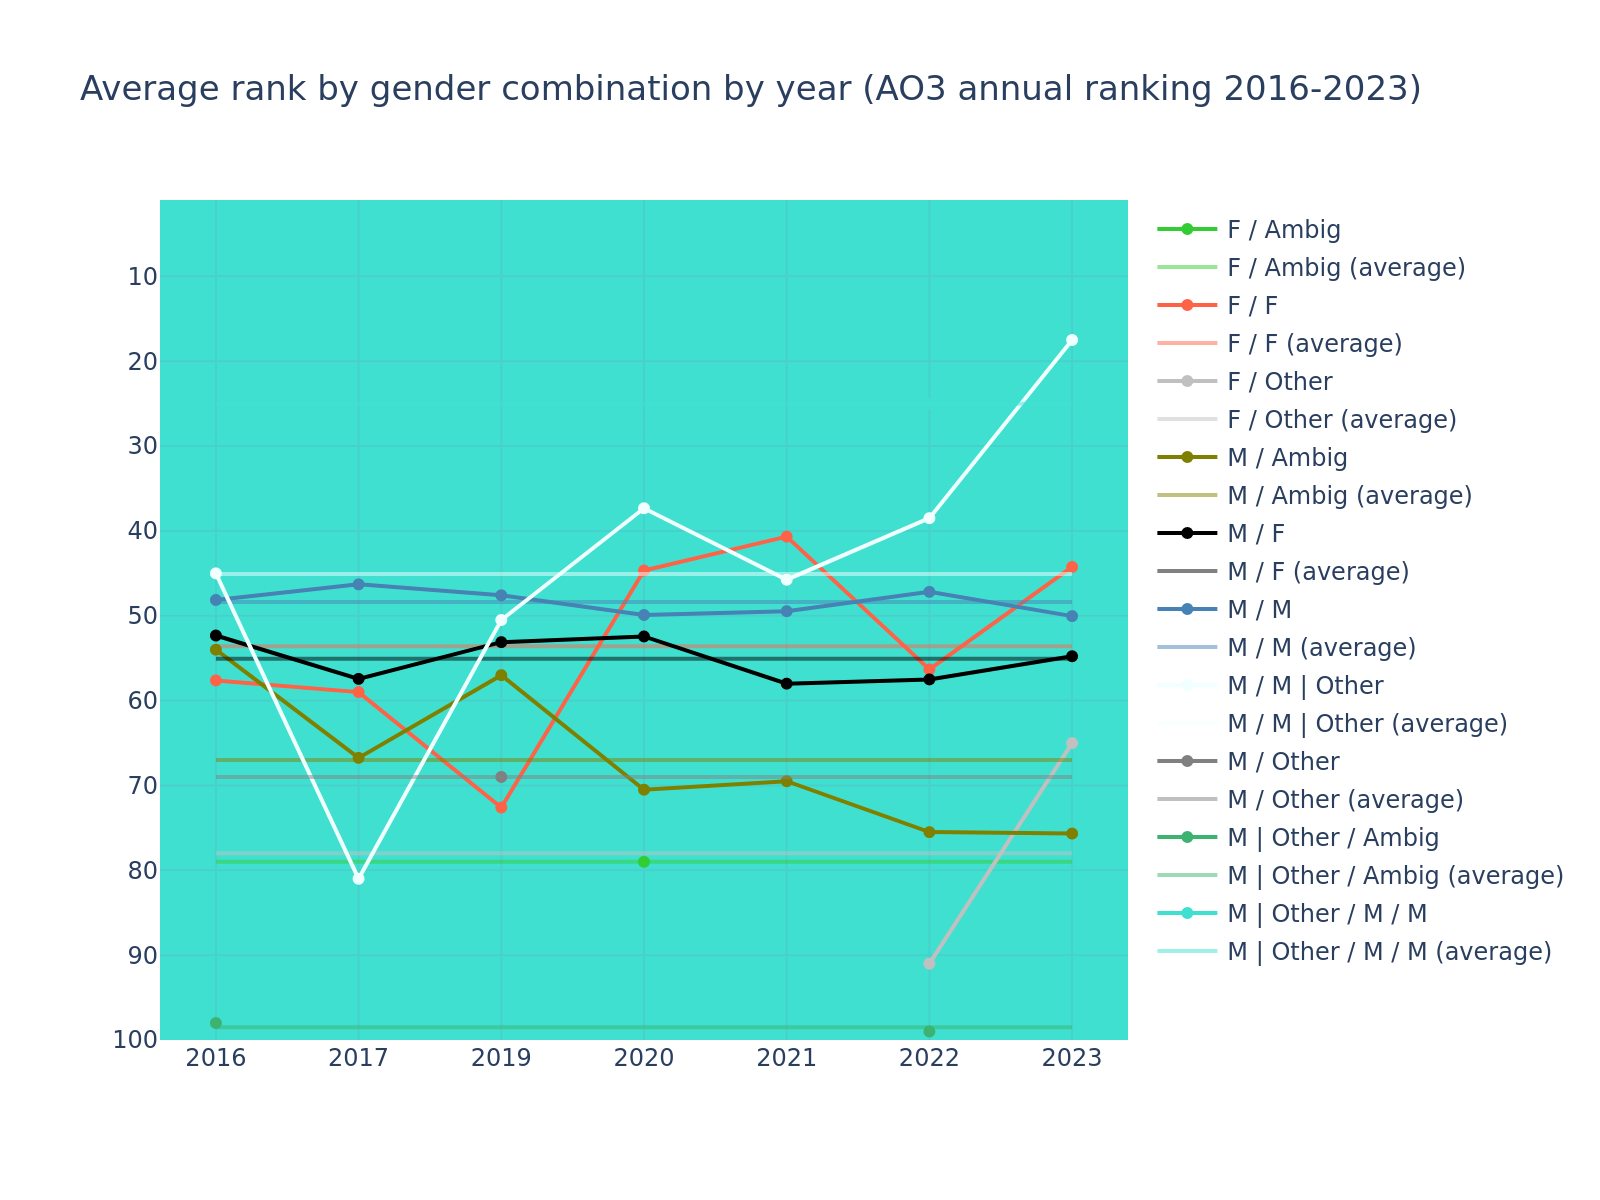 Average rank by gender combination by year (AO3 annual ranking 2016-2023)
10
20
30
40
50
60
70
80
90
100
2016 2017 2019 2020 2021 2022 2023
F / Ambig
F / Ambig (average)
F / F
F / F (average)
F / Other
F / Other (average)
M / Ambig
M / Ambig (average)
M / F
M / F (average)
M / M
M / M (average)
M / M | Other
M / M | Other (average)
M / Other
M / Other (average)
M | Other / Ambig
M | Other / Ambig (average)
M | Other / M / M
M | Other / M / M (average)